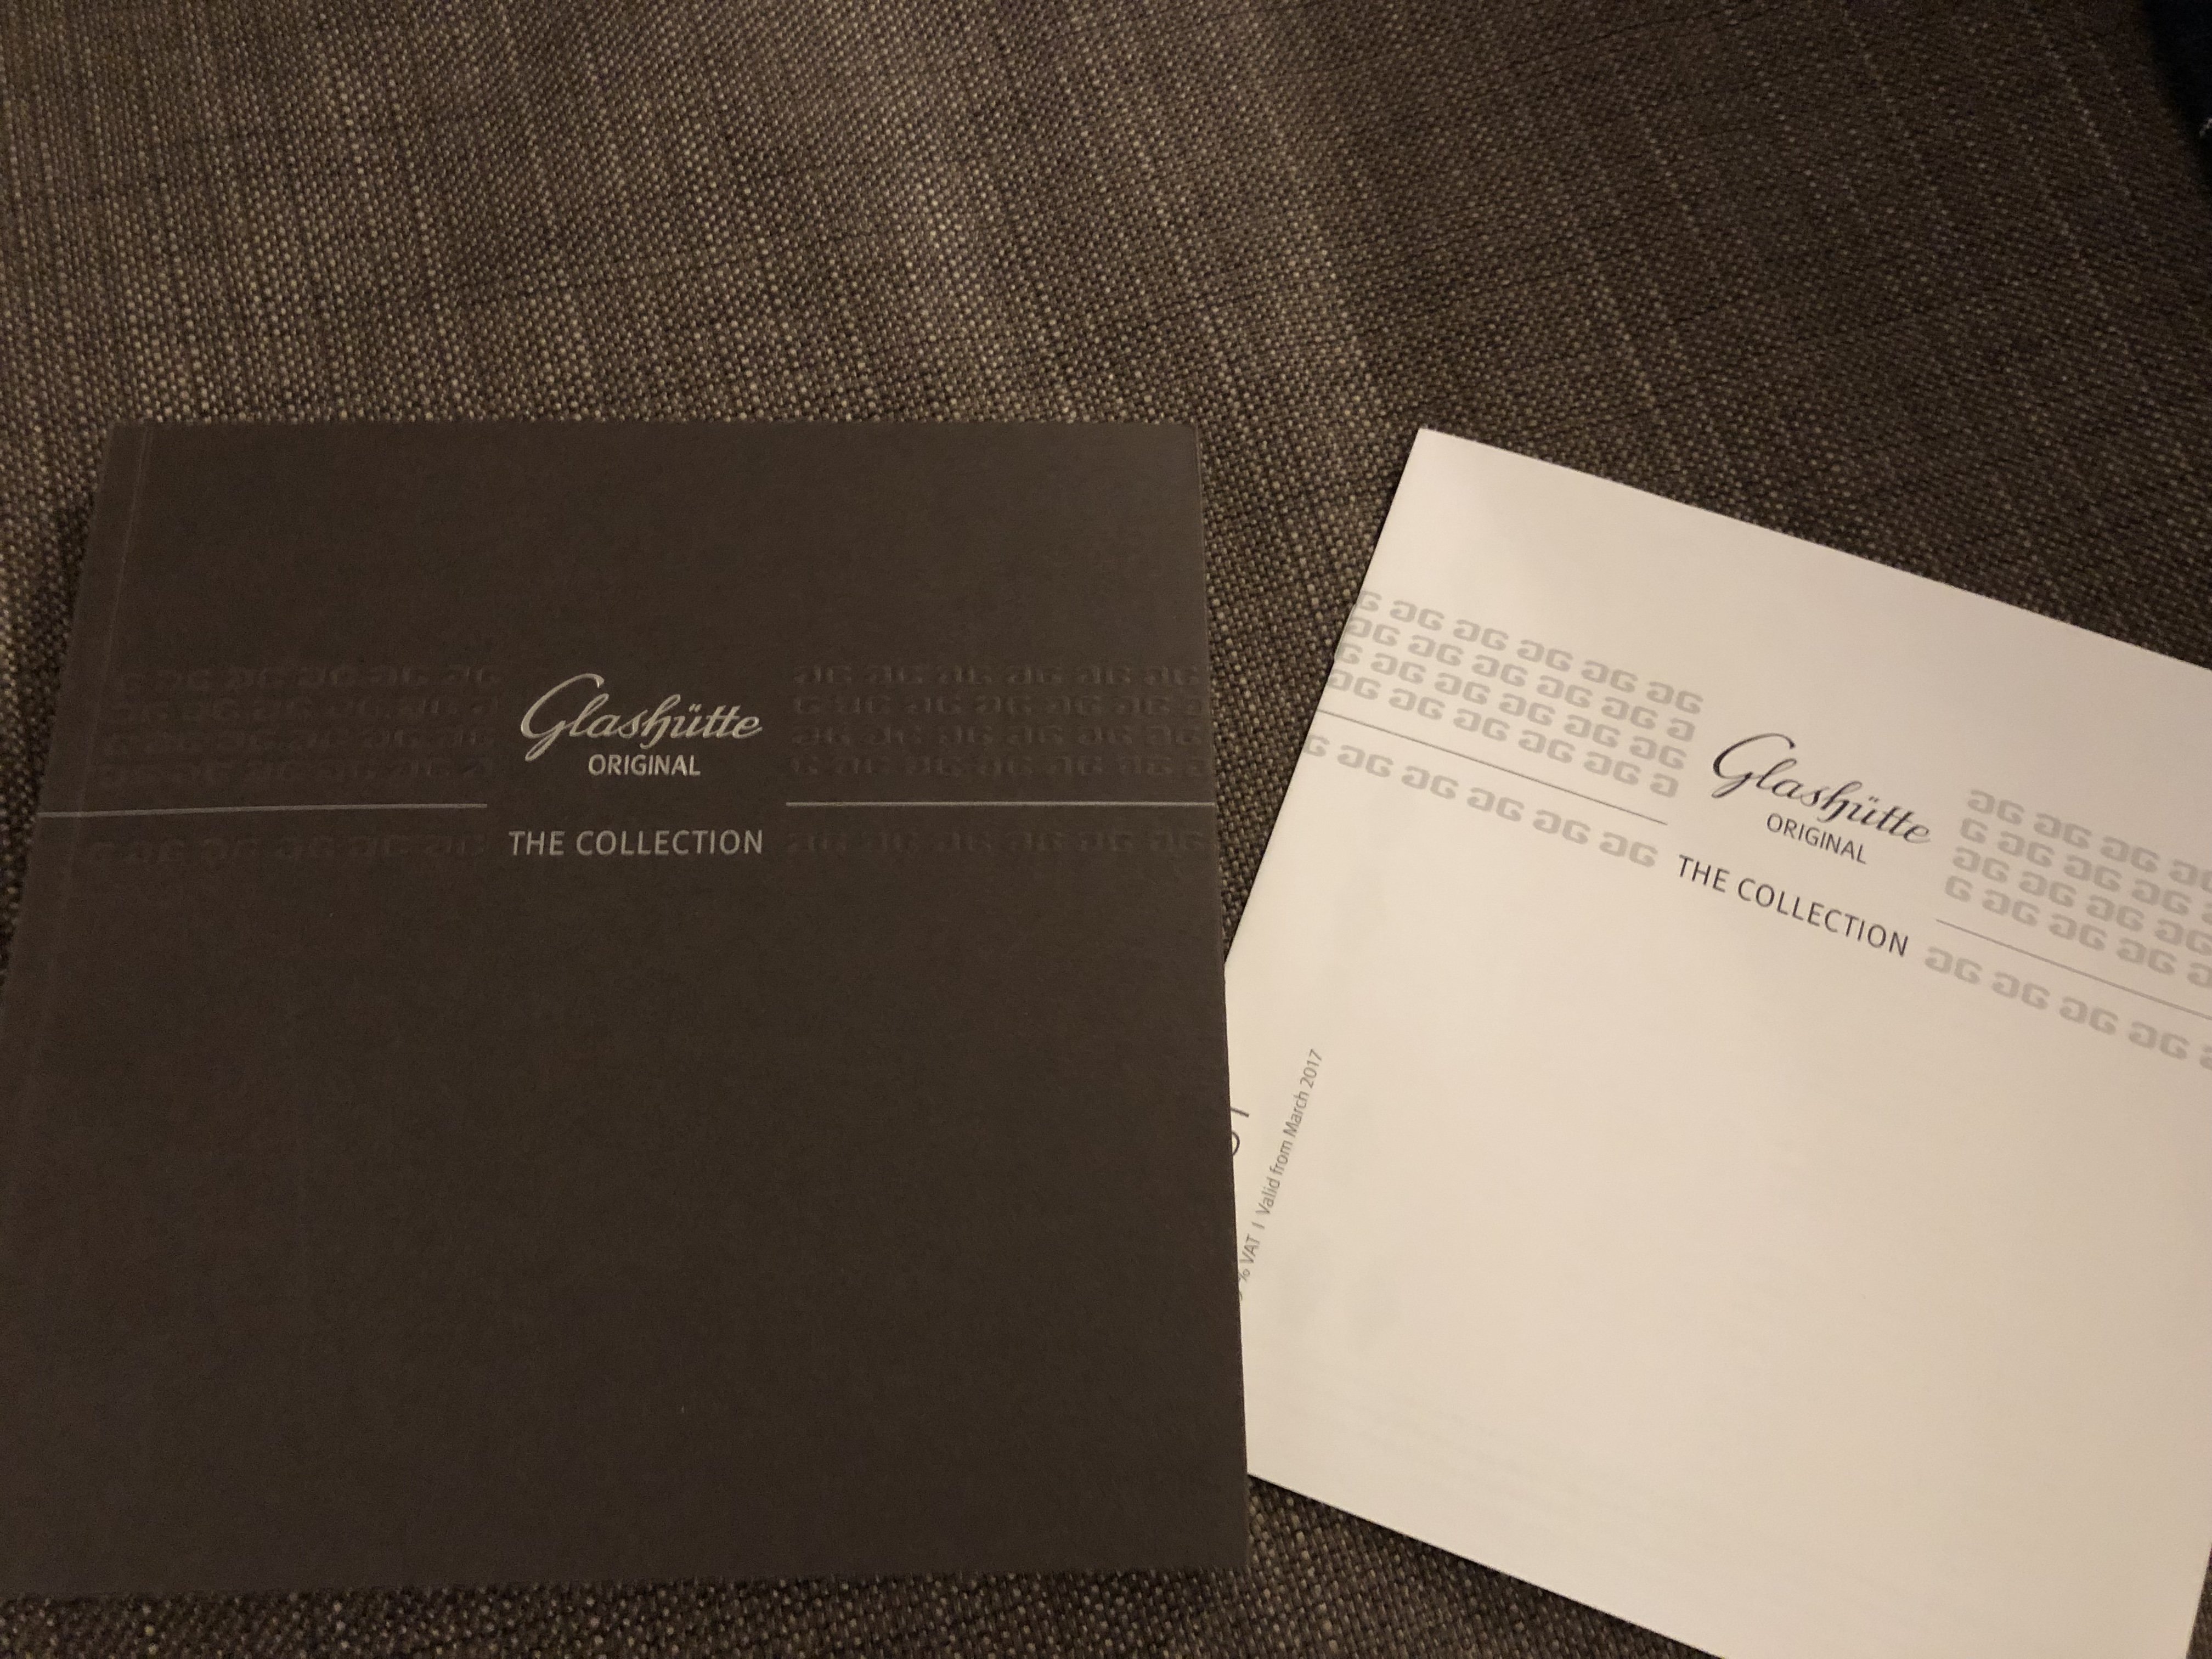 Glashütte
ORIGINAL
THE COLLECTION
Glashütte
ORIGINAL
THE COLLECTION
% VAT I Valid from March 2017